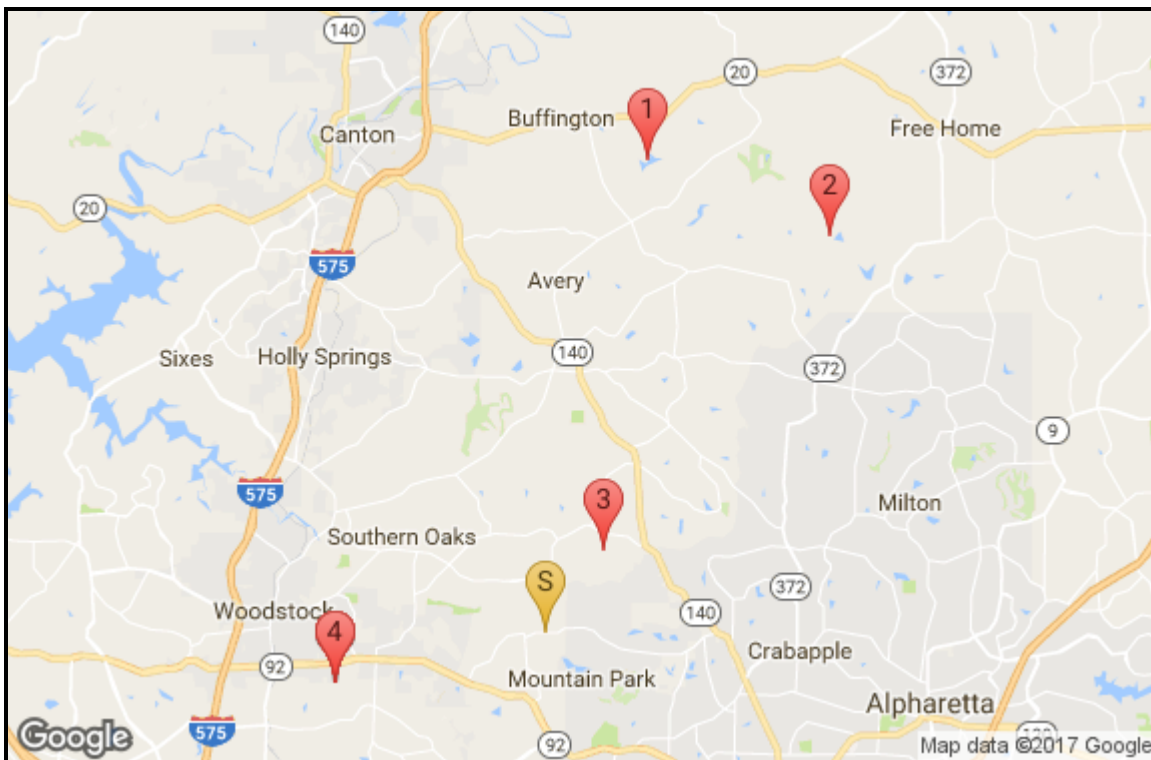 140
20
372
Buffington
1
Free Home
Canton
2
20
575
Avery
140
Sixes
Holly Springs
372
9
575
3
Milton
Southern Oaks
S
372
Woodstock
140
4
92
Crabapple
Mountain Park
Alpharetta
575
92
Google
Map data ©2017 Google